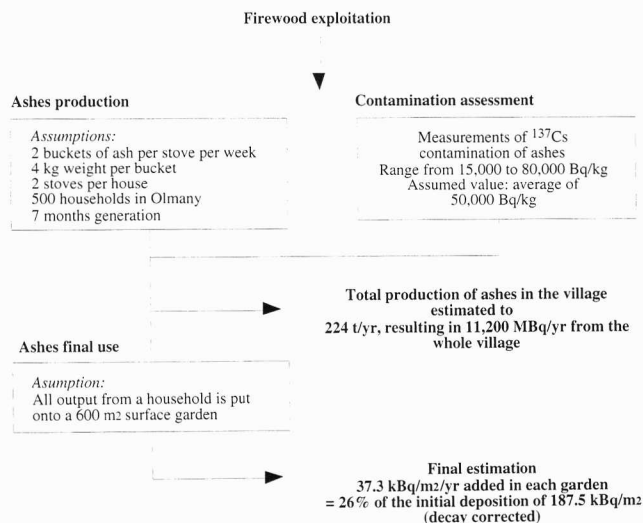 Firewood exploitation
Ashes production
Assumptions:
2 buckets of ash per stove per week
4 kg weight per bucket
2 stoves per house
500 households in Olmany
7 months generation
Contamination assessment
Measurements of ¹³⁷Cs
contamination of ashes
Range from 15,000 to 80,000 Bq/kg
Assumed value: average of
50,000 Bq/kg
Total production of ashes in the village
estimated to
224 t/yr, resulting in 11,200 MBq/yr from the
whole village
Ashes final use
Asumption:
All output from a household is put
onto a 600 m2 surface garden
Final estimation
37.3 kBq/m2/yr added in each garden
= 26% of the initial deposition of 187.5 kBq/m2
(decay corrected)